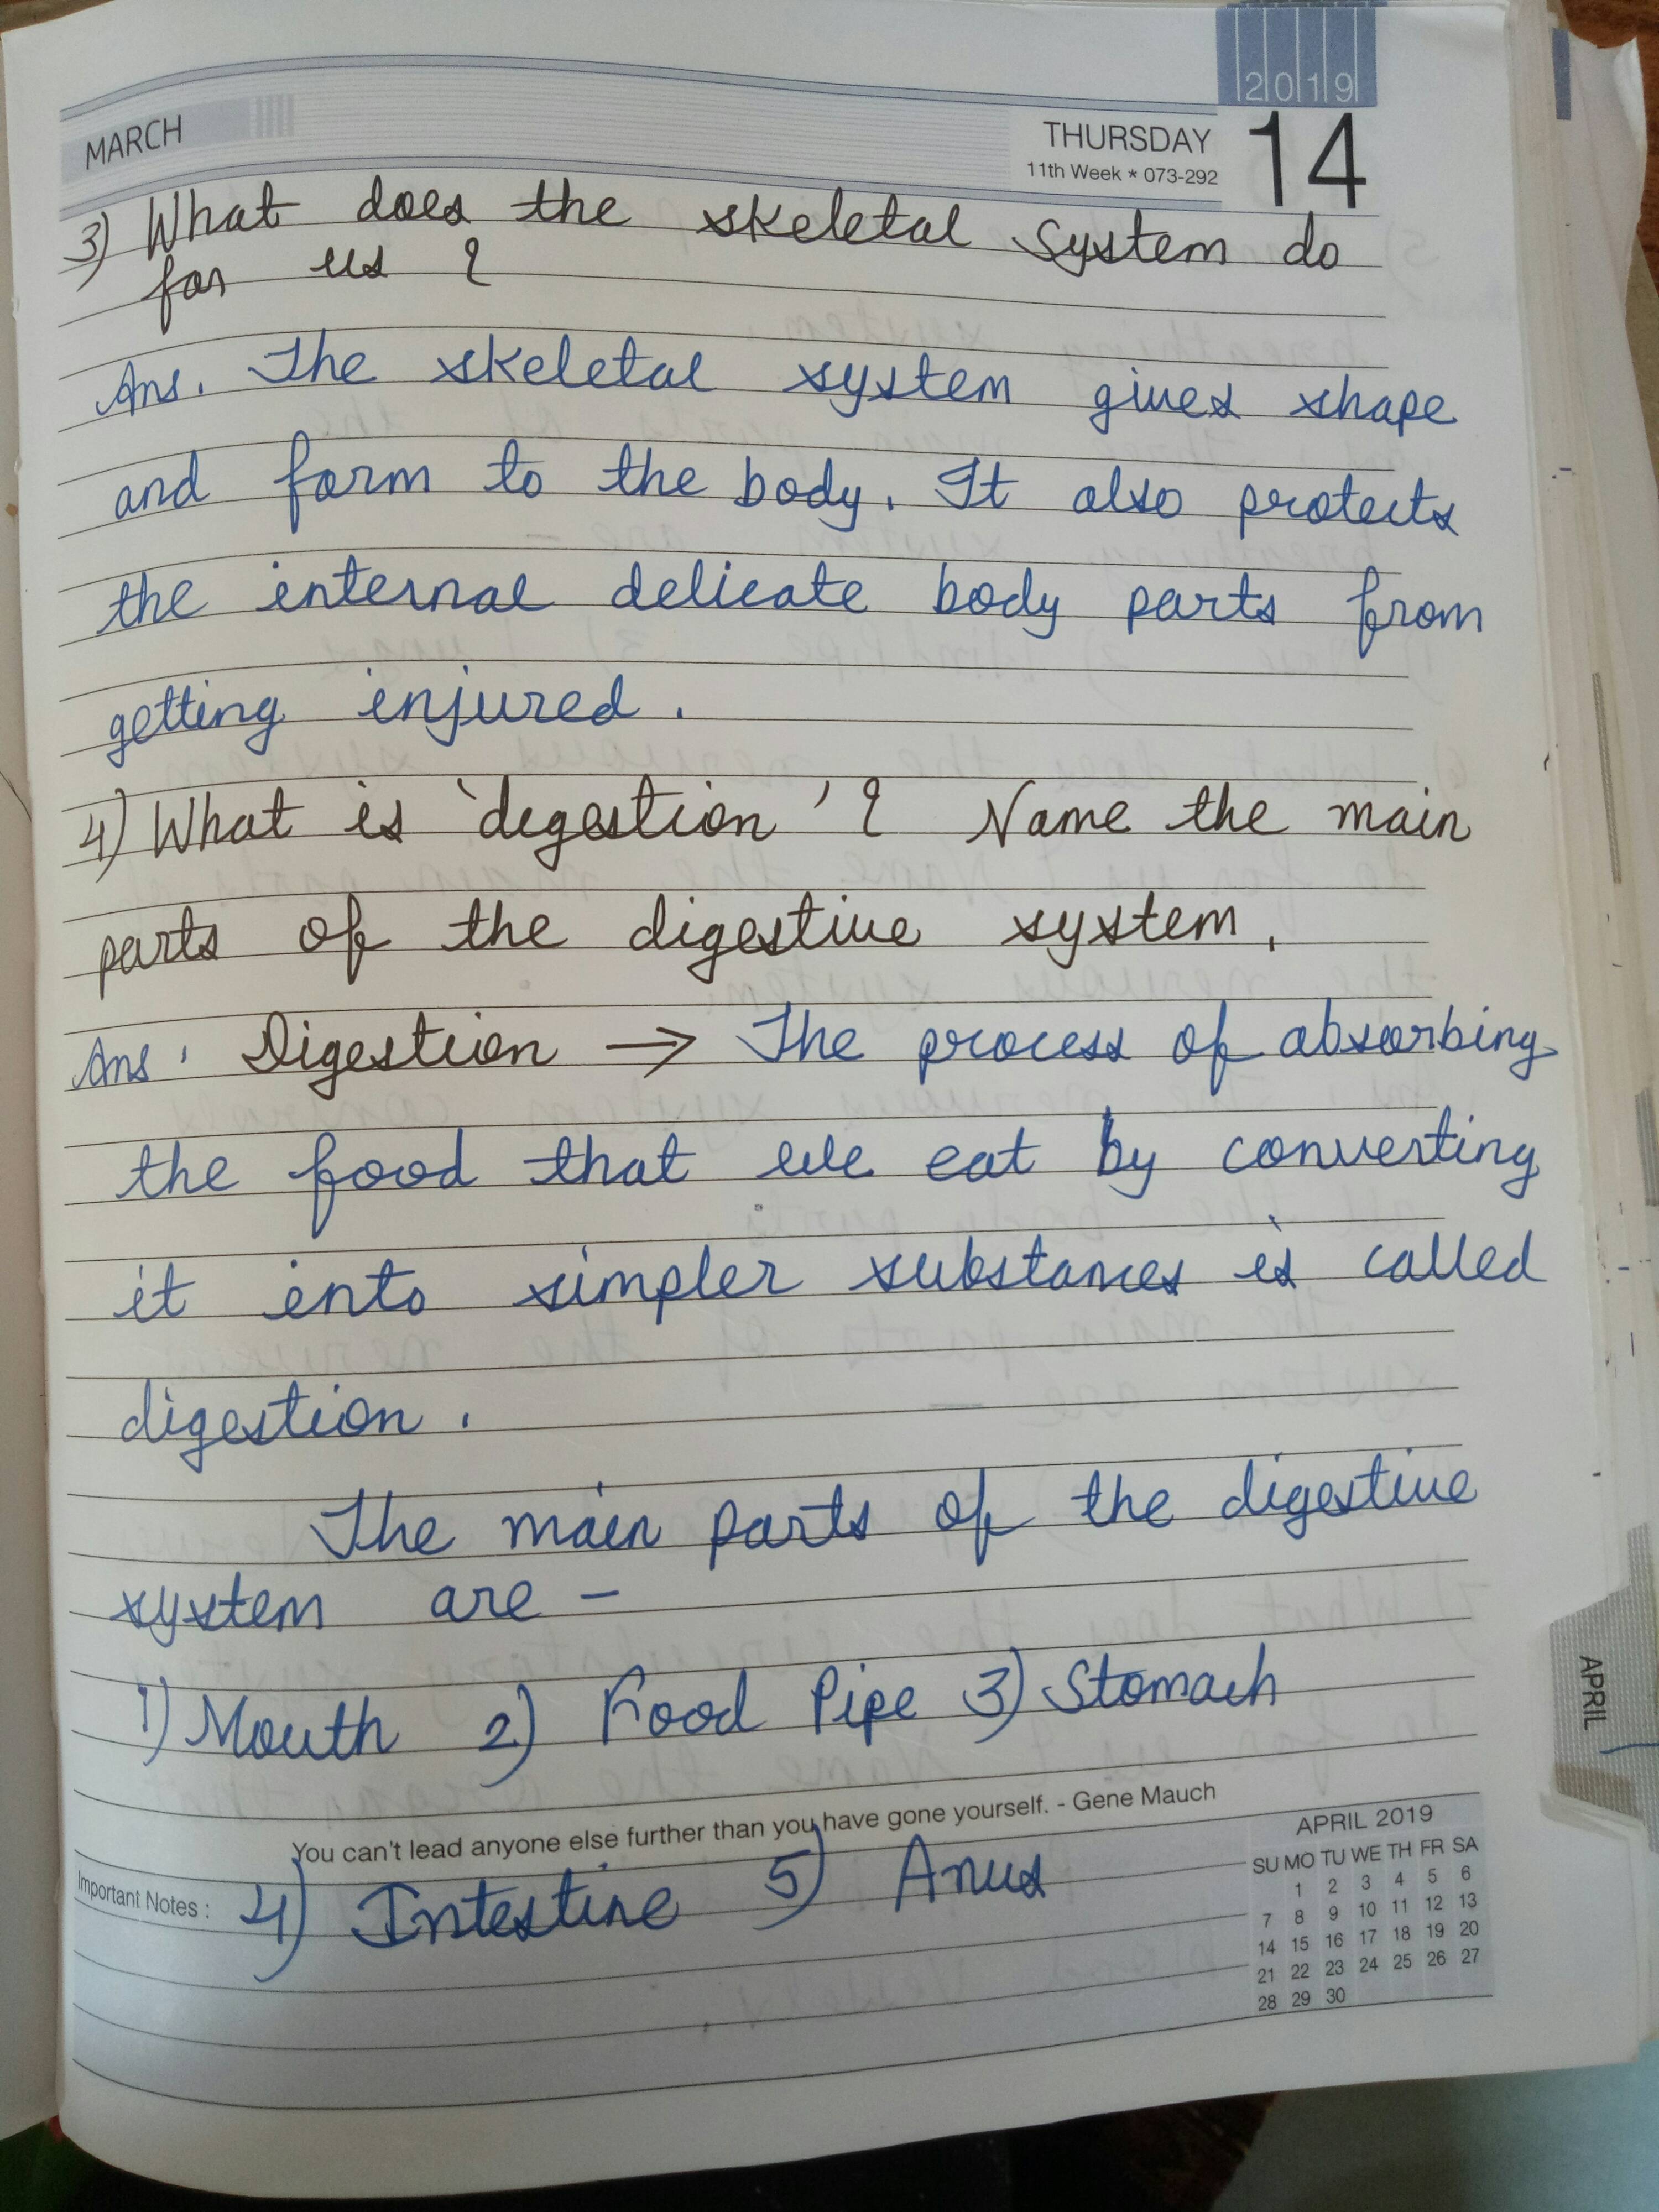 2019
MARCH
THURSDAY 14
11th Week * 073-292
3) What does the skeletal system do
for us ?
Ans. The skeletal system gives shape
and form to the body. It also protects
the internal delicate body parts from
getting injured.
4) What is 'digestion'? Name the main
parts of the digestive system.
Ans. Digestion → The process of absorbing
the food that we eat by converting
it into simpler substances is called
digestion.
The main parts of the digestive
system are -
1) Mouth 2) Food Pipe 3) Stomach
You can't lead anyone else further than you have gone yourself. - Gene Mauch
Important Notes : 4) Intestine 5) Anus
APRIL 2019
SU MO TU WE TH FR SA
1 2 3 4 5 6
7 8 9 10 11 12 13
14 15 16 17 18 19 20
21 22 23 24 25 26 27
28 29 30
APRIL